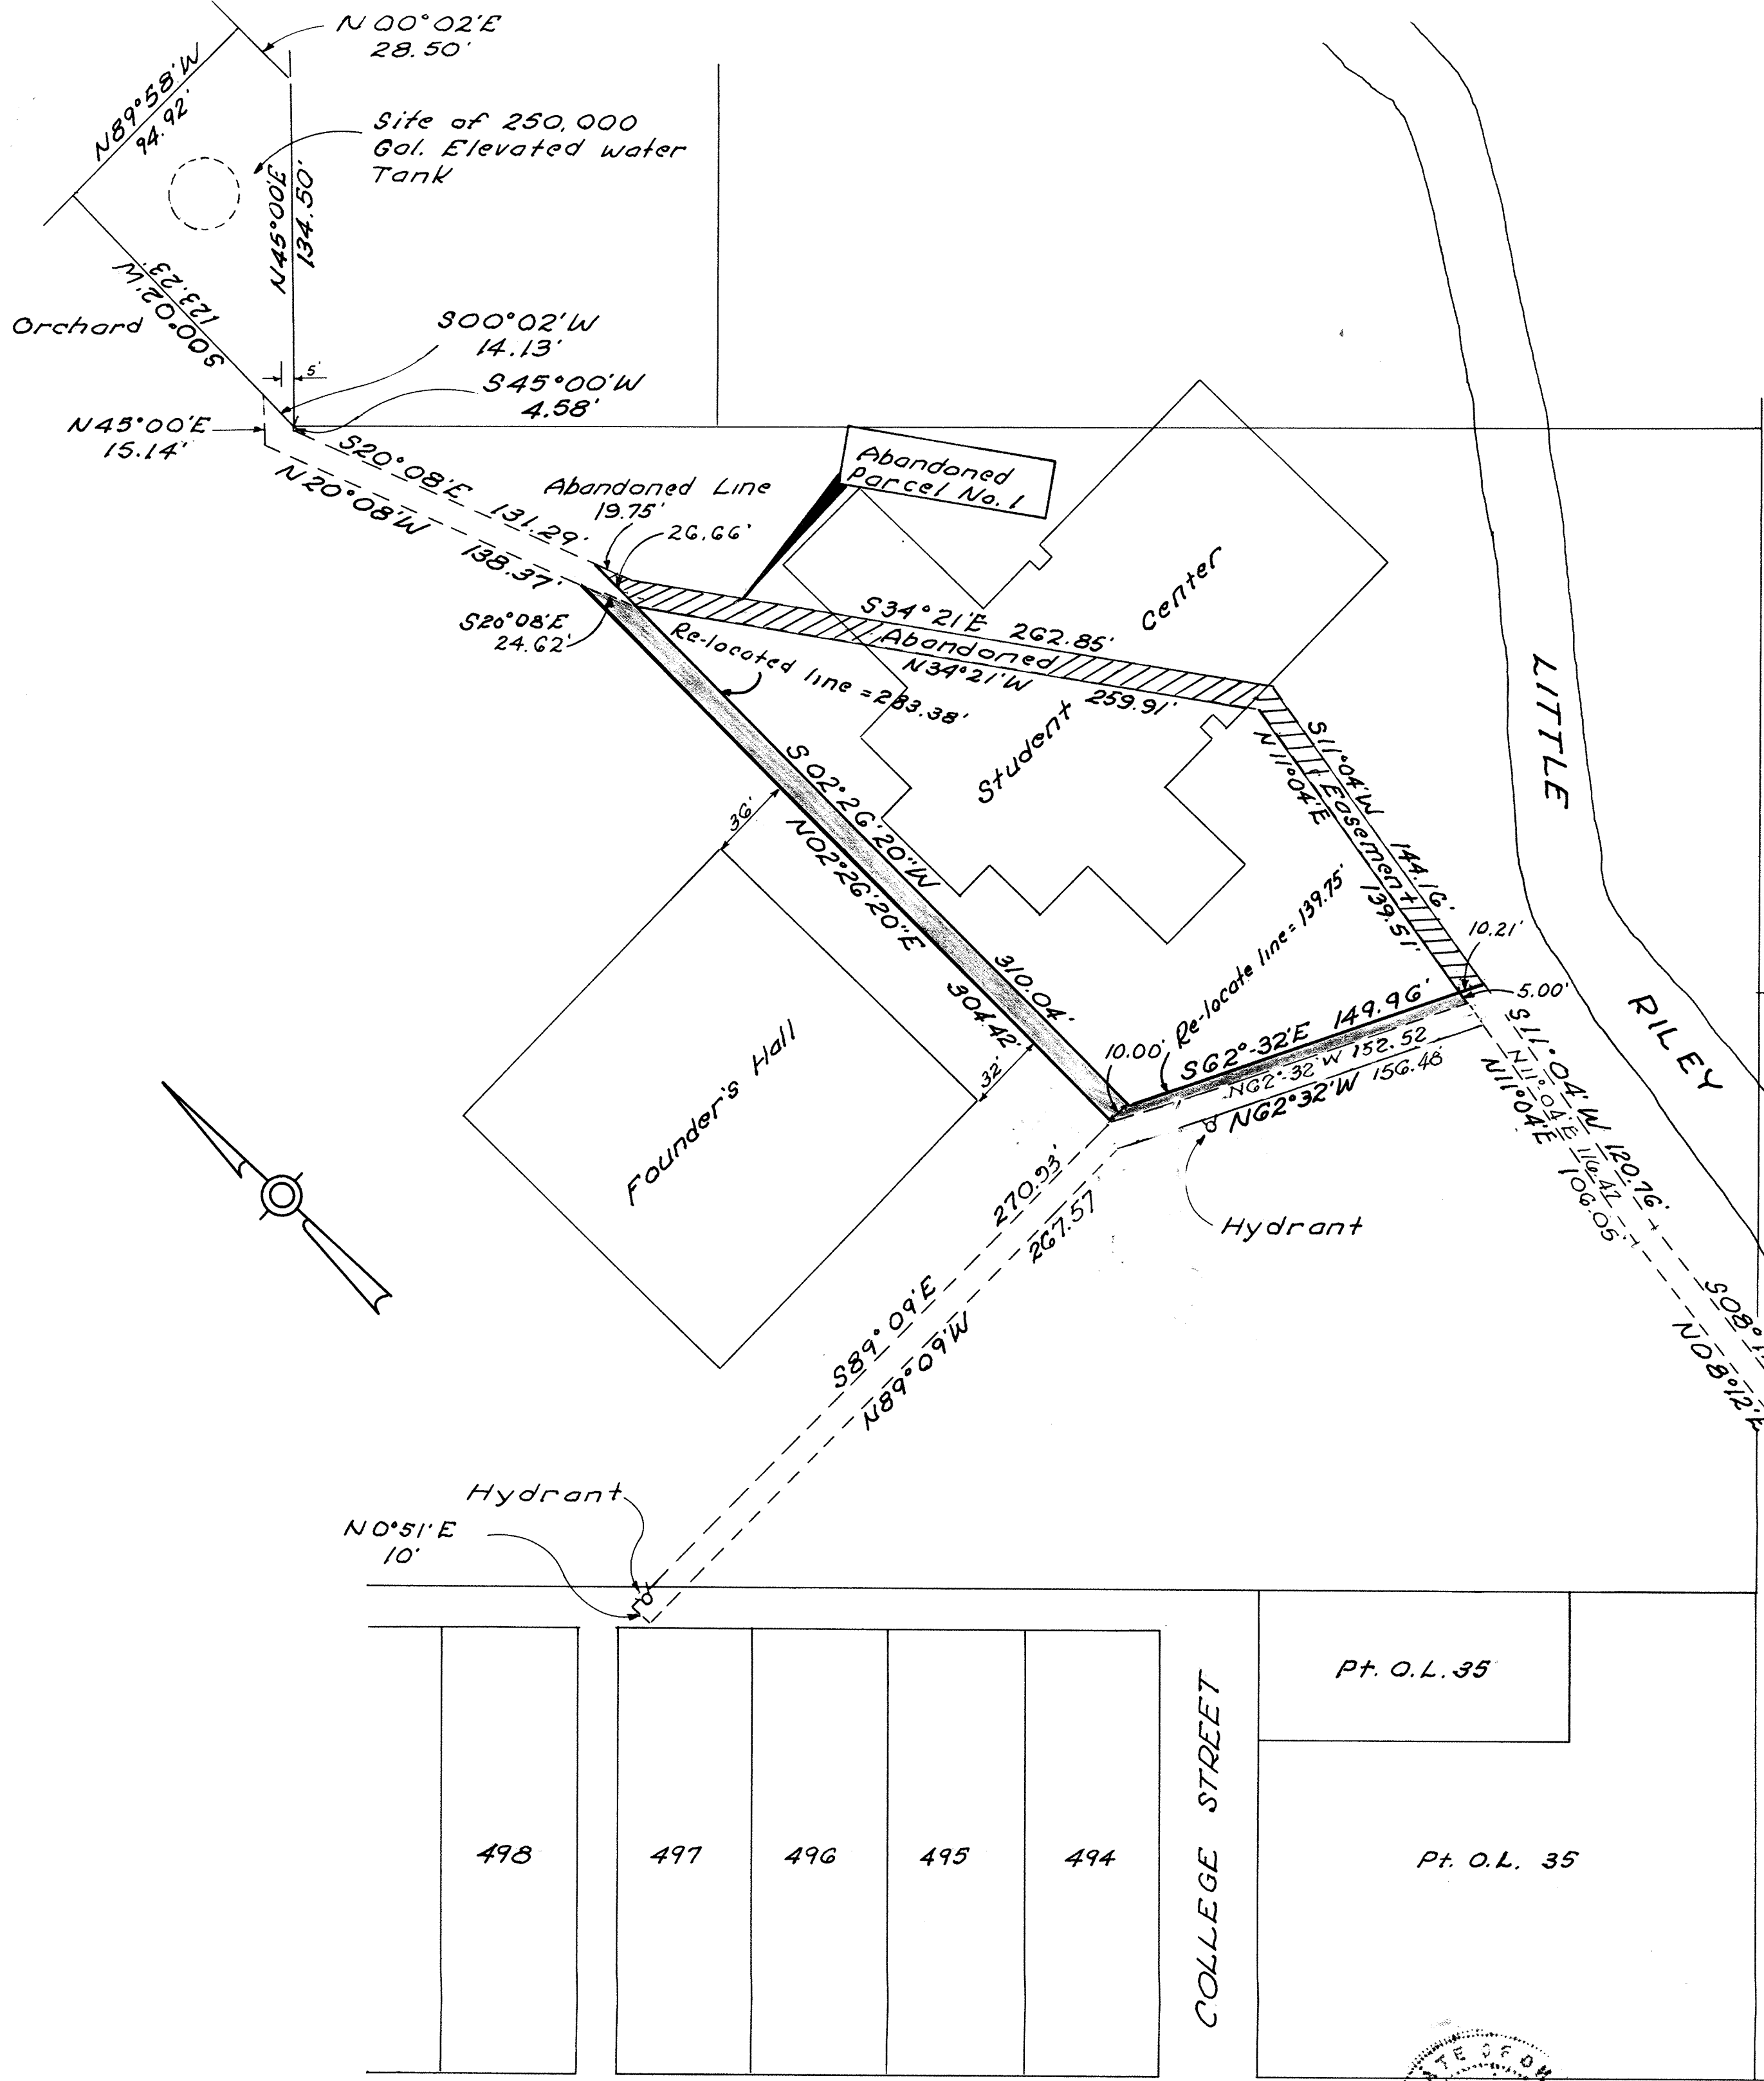 N 00°02'E
28.50'
N89°58'W
94.92'
Site of 250,000
Gal. Elevated water
Tank
N45°00'E
134.50'
S00°02'W
123.23'
Orchard
S00°02'W
14.13'
5'
S45°00'W
4.58'
N45°00'E
15.14'
S20°08'E 131.29'
N20°08'W 138.37'
Abandoned Line
19.75'
26.66'
Abandoned
Parcel No. 1
S20°08'E
24.62'
S34°21'E 262.85'
Abandoned
N34°21'W 259.91'
Re-located line = 283.38'
Student Center
S11°04'W 144.16'
Easement
N11°04'E 139.51'
LITTLE RILEY
S02°26'20"W 310.04'
N02°26'20"E 304.42'
36'
32'
Founder's Hall
10.21'
5.00'
10.00'
Re-locate line = 139.75'
S62°-32'E 149.96'
N62°-32'W 152.52
N62°32'W 156.48'
Hydrant
S11°04'W 120.76'
N11°04'E 116.47
N11°04'E 106.05'
S08°
N08°12'E
270.93'
267.57
S89°09'E
N89°09'W
Hydrant
N0°51'E
10'
498
497
496
495
494
COLLEGE STREET
Pt. O.L. 35
Pt. O.L. 35